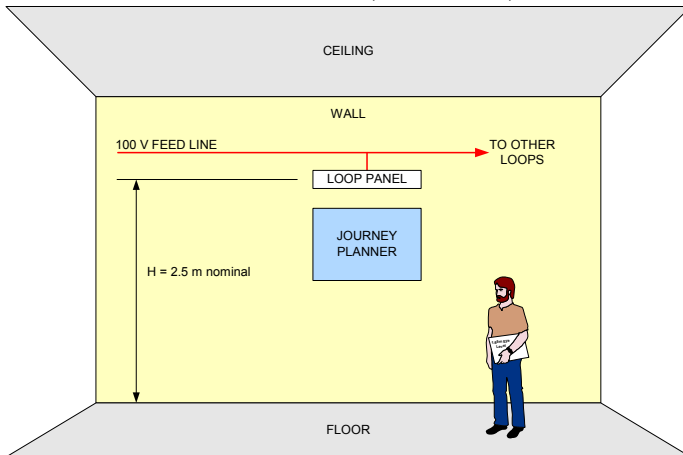 CEILING
WALL
100 V FEED LINE
TO OTHER
LOOPS
LOOP PANEL
JOURNEY
PLANNER
H = 2.5 m nominal
FLOOR